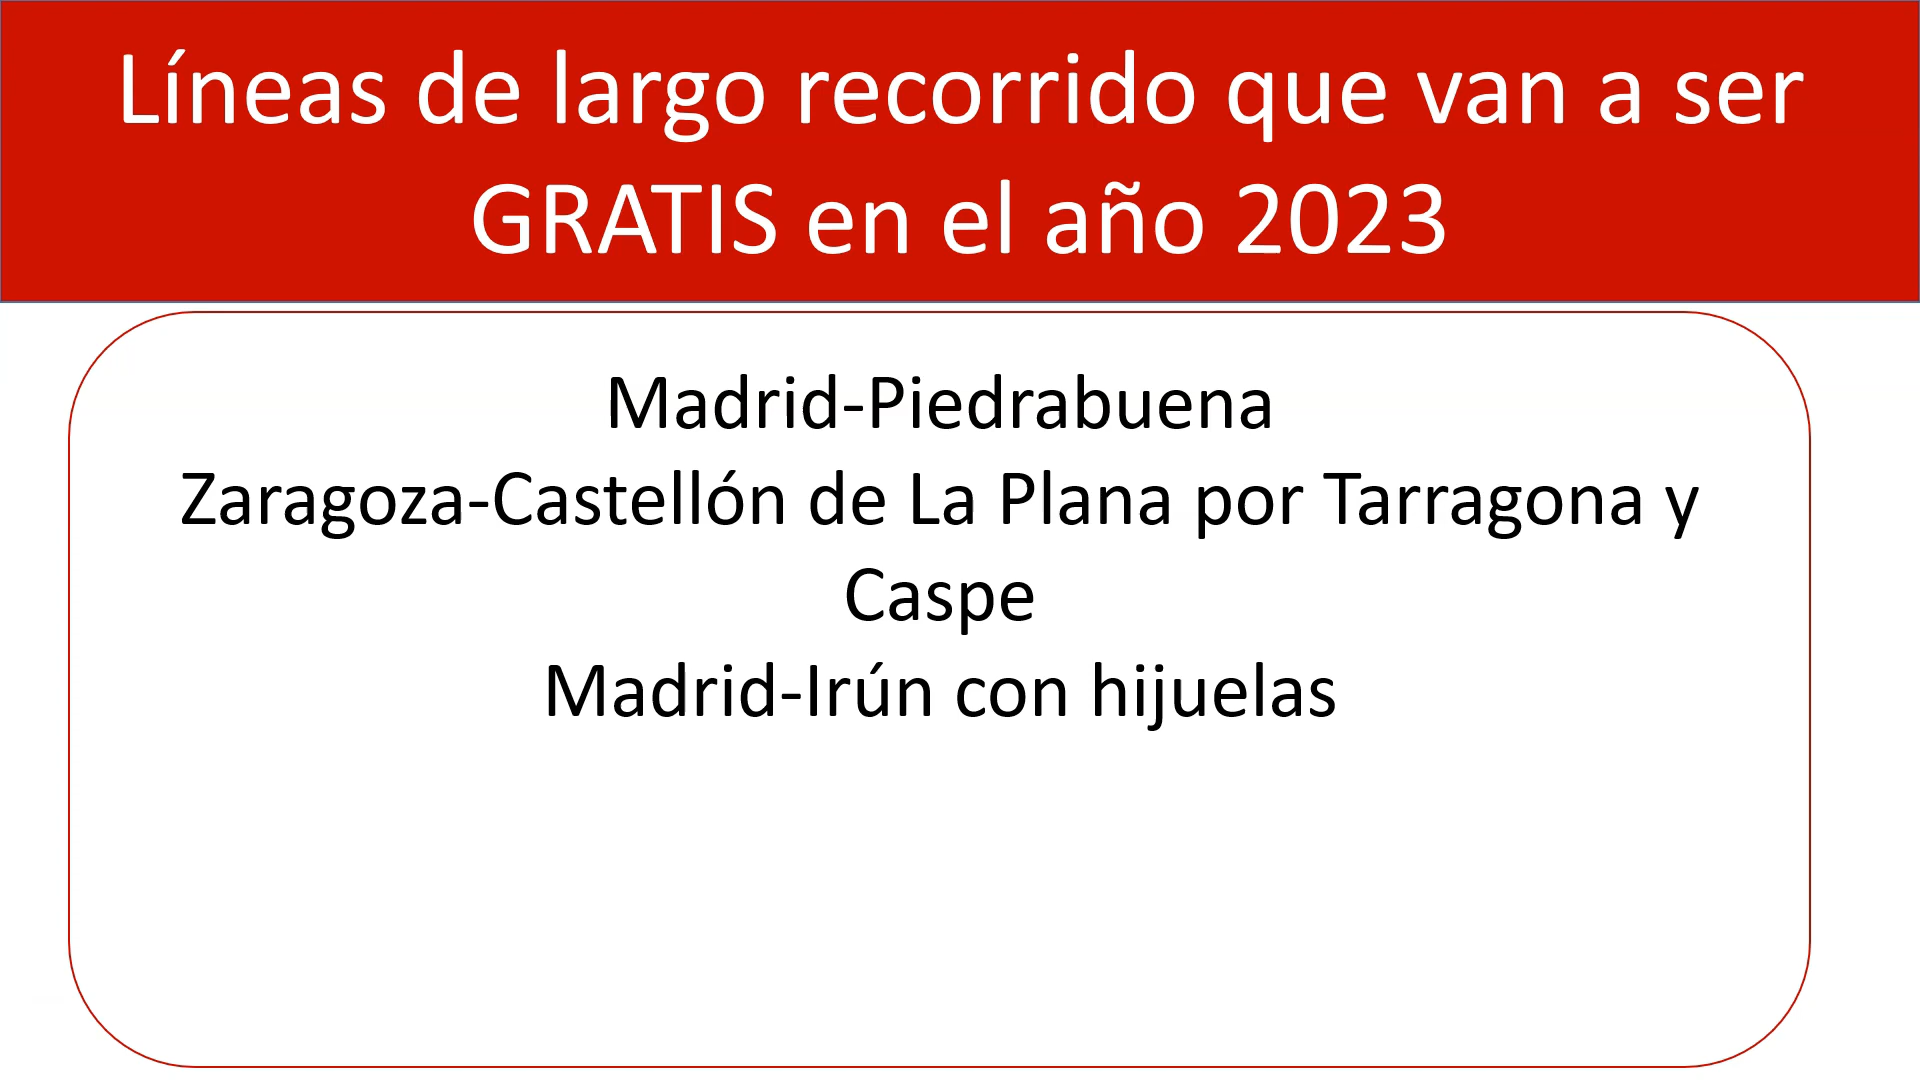 Líneas de largo recorrido que van a ser
GRATIS en el año 2023
Madrid-Piedrabuena
Zaragoza-Castellón de La Plana por Tarragona y
Caspe
Madrid-Irún con hijuelas